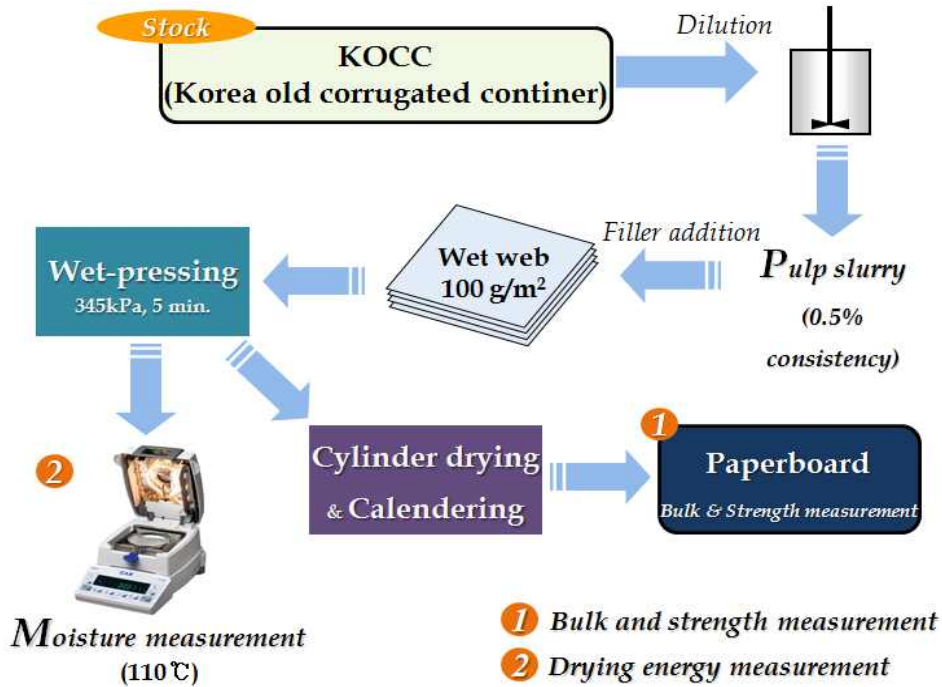 Stock
KOCC
(Korea old corrugated continer)
Dilution
Filler addition
Pulp slurry
(0.5%
consistency)
Wet web
100 g/m²
Wet-pressing
345kPa, 5 min.
Cylinder drying
& Calendering
1
Paperboard
Bulk & Strength measurement
2
Moisture measurement
(110℃)
1 Bulk and strength measurement
2 Drying energy measurement